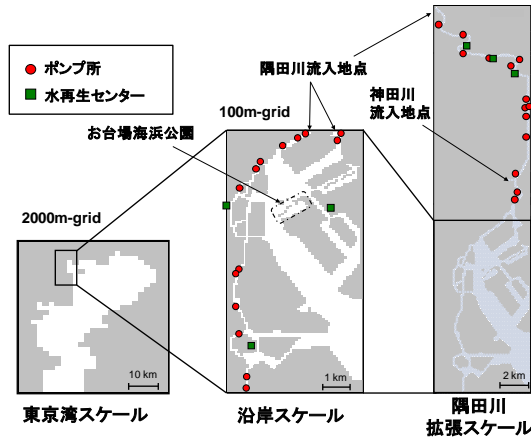 ポンプ所
水再生センター
隅田川流入地点
100m-grid
お台場海浜公園
神田川
流入地点
2000m-grid
10 km
1 km
2 km
東京湾スケール
沿岸スケール
隅田川
拡張スケール